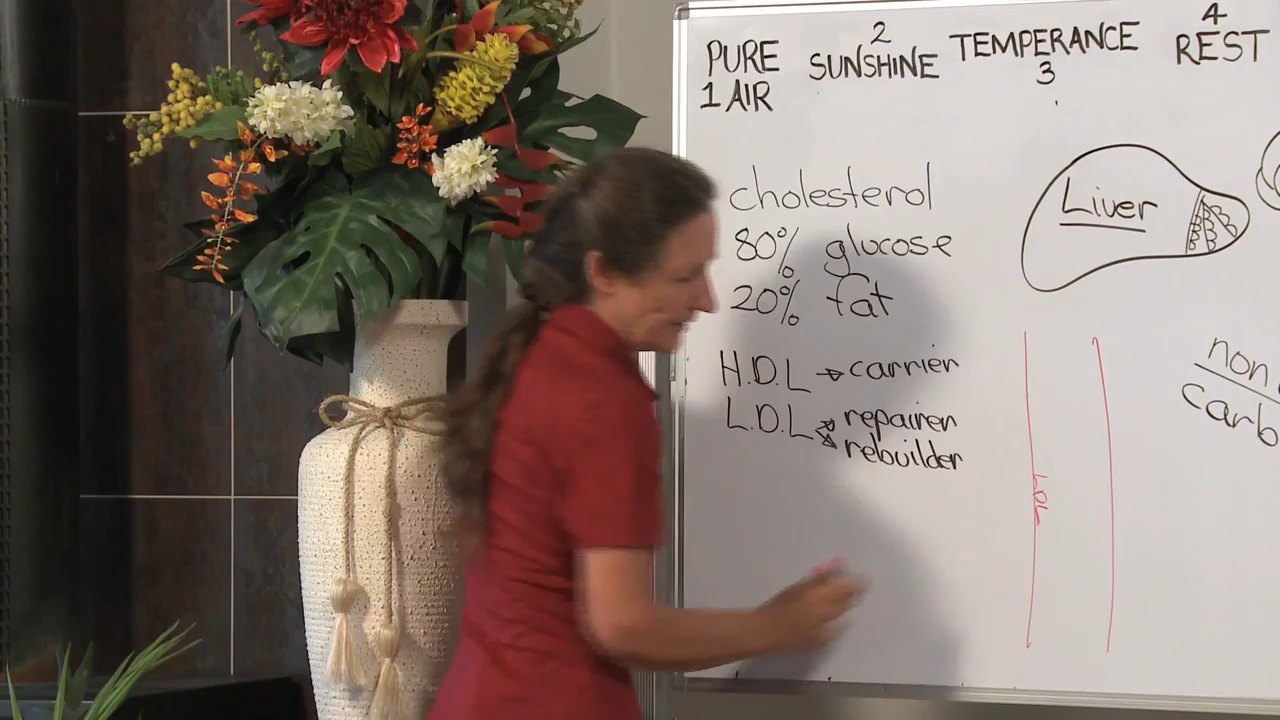 PURE
1 AIR
2
SUNSHINE
TEMPERANCE
3
4
REST
cholesterol
80% glucose
20% fat
H.D.L → carrier
L.D.L → repairer
→ rebuilder
Liver
LDL
non
carb